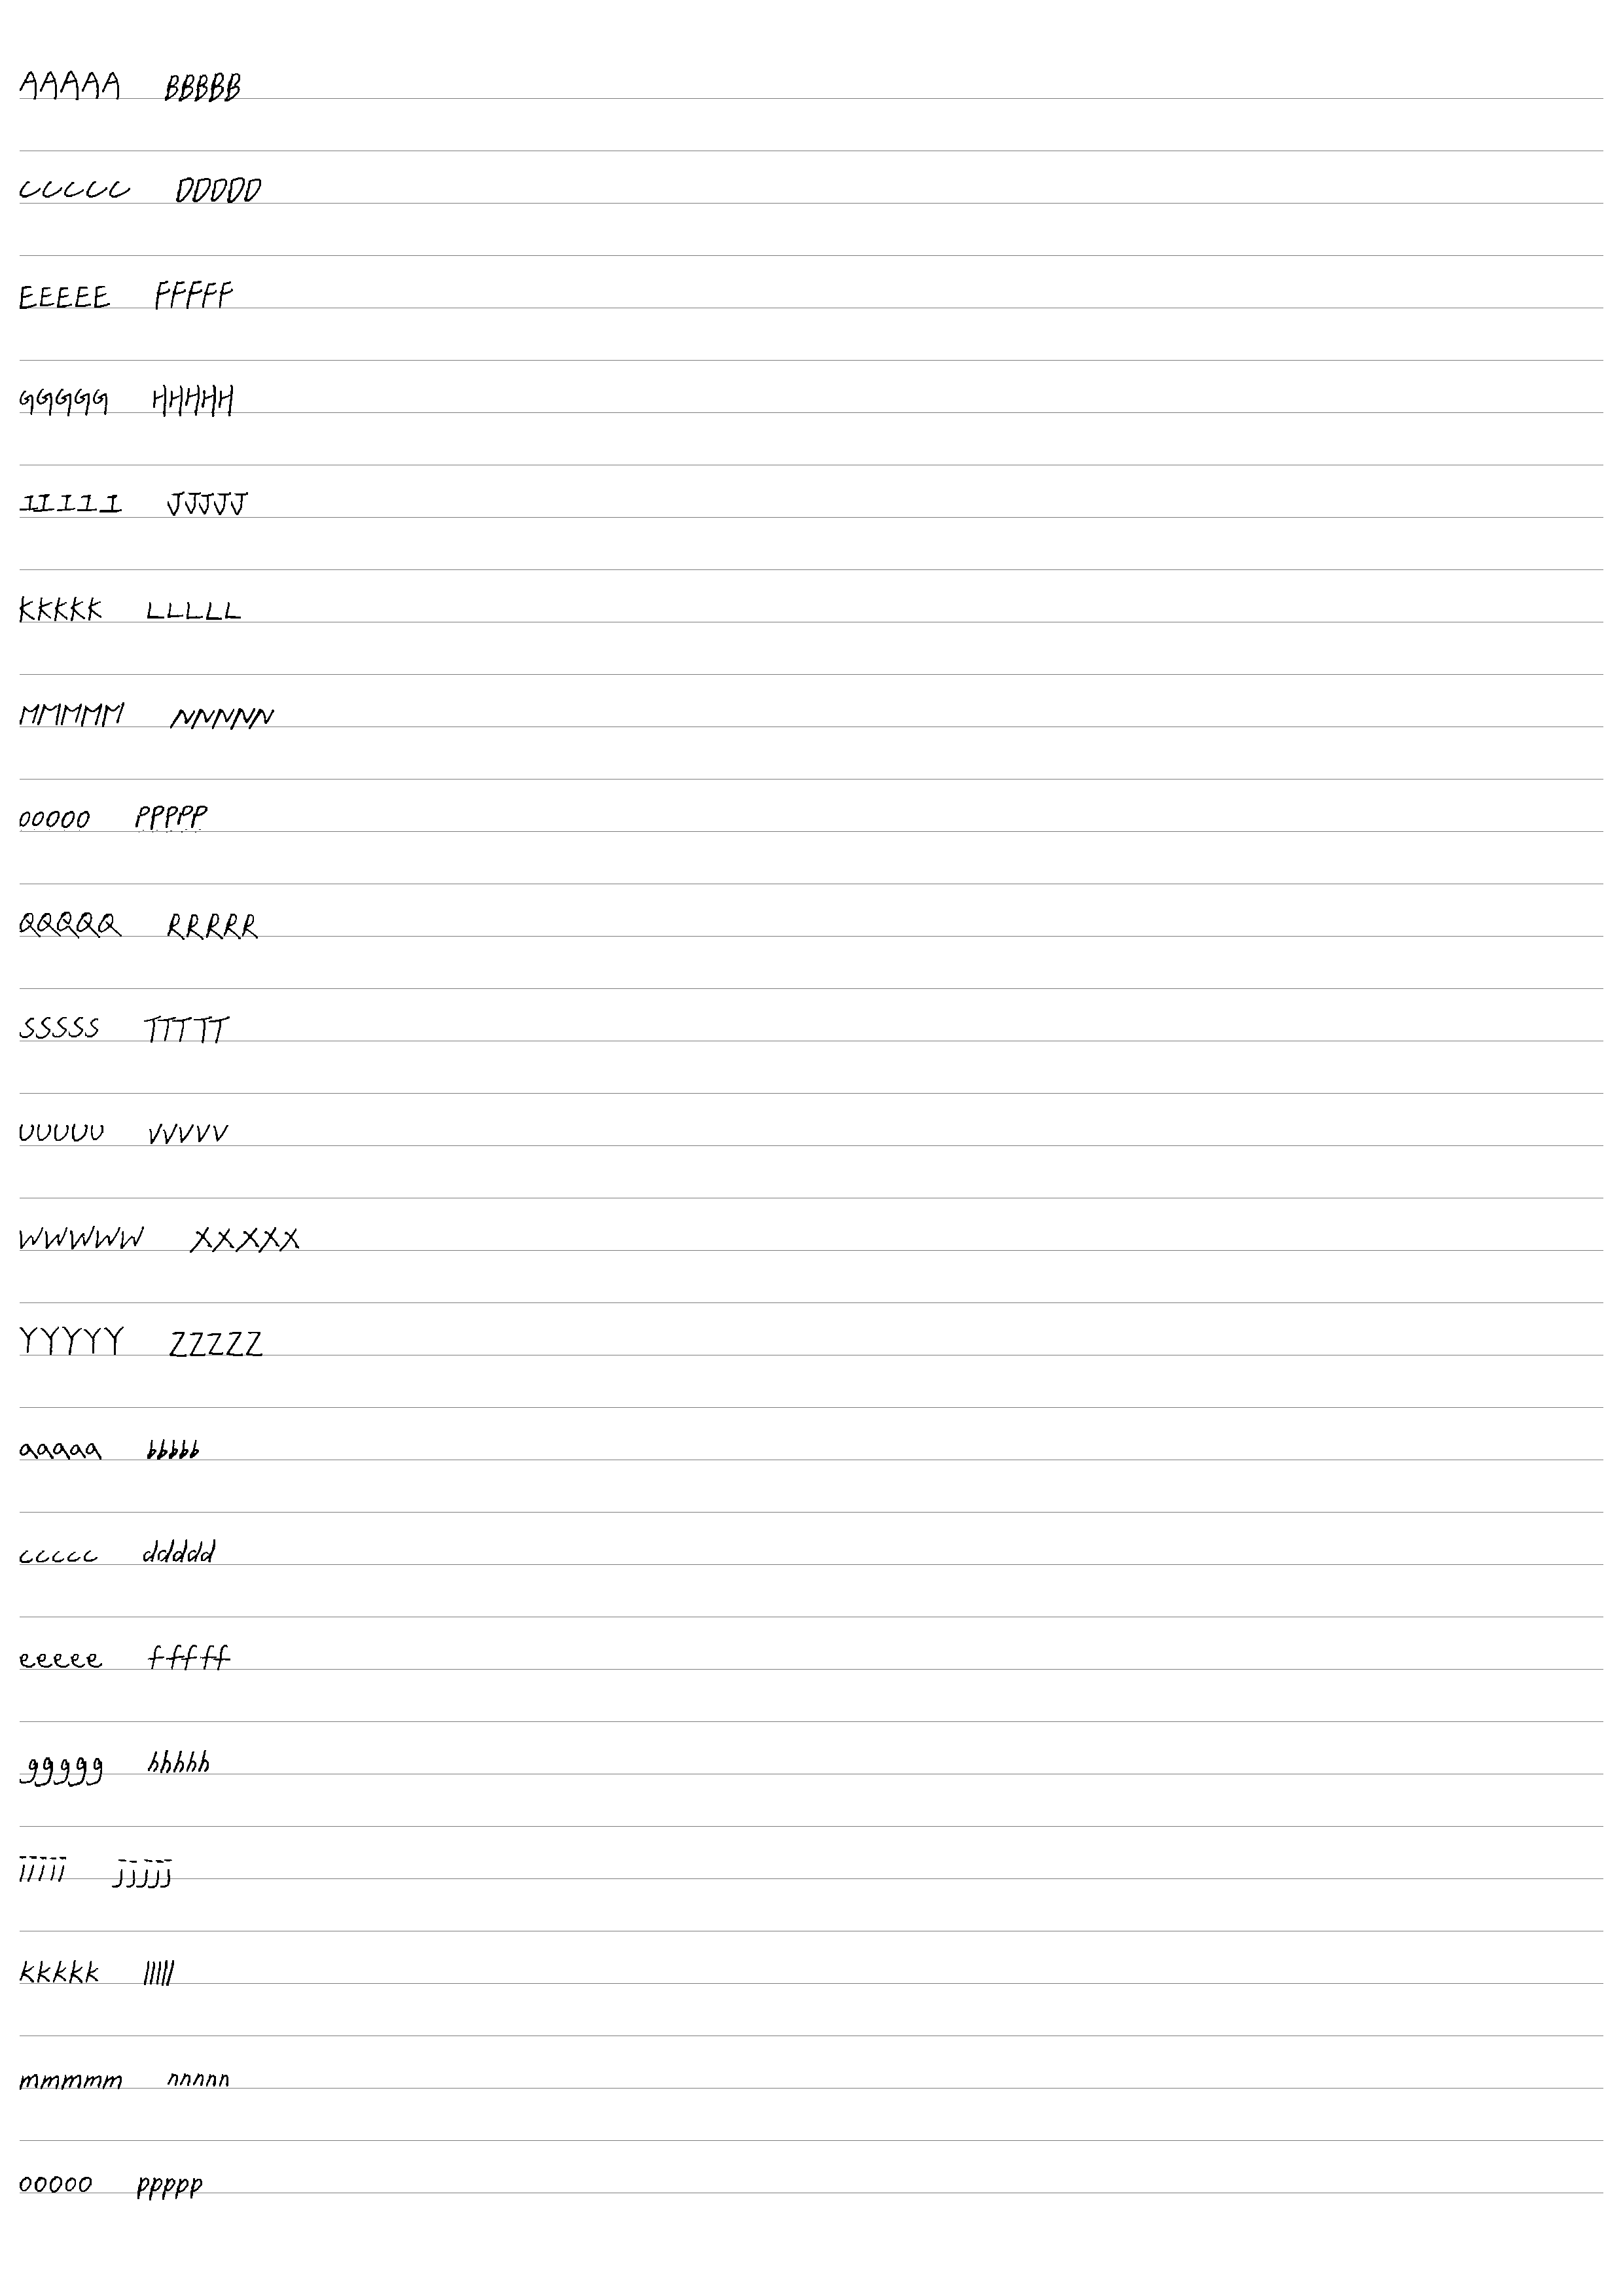 AAAAA BBBBB
CCCCC DDDDD
EEEEE FFFFF
GGGGG HHHHH
IIIII JJJJJ
KKKKK LLLLL
MMMMM NNNNN
OOOOO PPPPP
QQQQQ RRRRR
SSSSS TTTTT
UUUUU VVVVV
WWWWW XXXXX
YYYYY ZZZZZ
aaaaa bbbbb
ccccc ddddd
eeeee fffff
ggggg hhhhh
iiiii jjjjj
kkkkk lllll
mmmmm nnnnn
ooooo ppppp